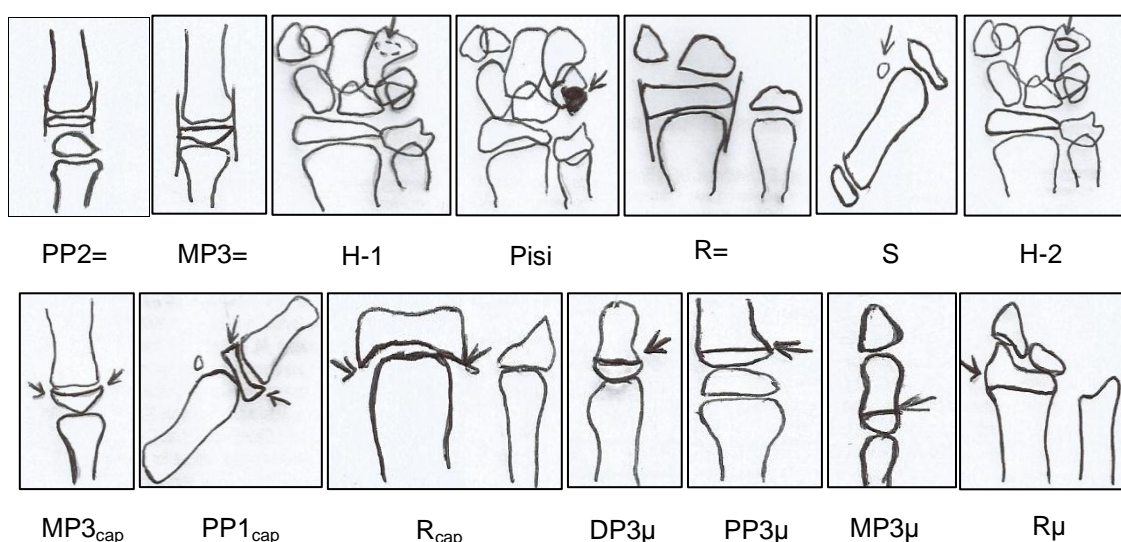 PP2= MP3= H-1 Pisi R= S H-2
MP3cap PP1cap Rcap DP3µ PP3µ MP3µ Rµ